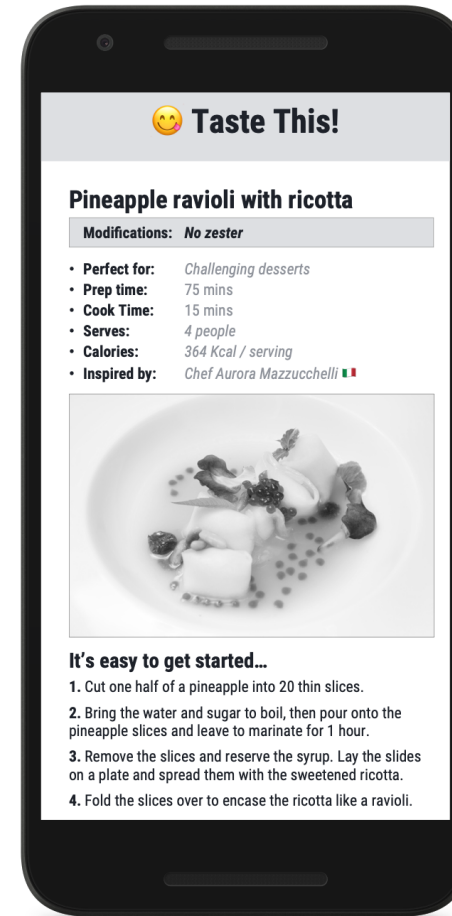 😋 Taste This!
Pineapple ravioli with ricotta
Modifications: No zester
• Perfect for: Challenging desserts
• Prep time: 75 mins
• Cook Time: 15 mins
• Serves: 4 people
• Calories: 364 Kcal / serving
• Inspired by: Chef Aurora Mazzucchelli 🇮🇹
It’s easy to get started…
1. Cut one half of a pineapple into 20 thin slices.
2. Bring the water and sugar to boil, then pour onto the
pineapple slices and leave to marinate for 1 hour.
3. Remove the slices and reserve the syrup. Lay the slides
on a plate and spread them with the sweetened ricotta.
4. Fold the slices over to encase the ricotta like a ravioli.